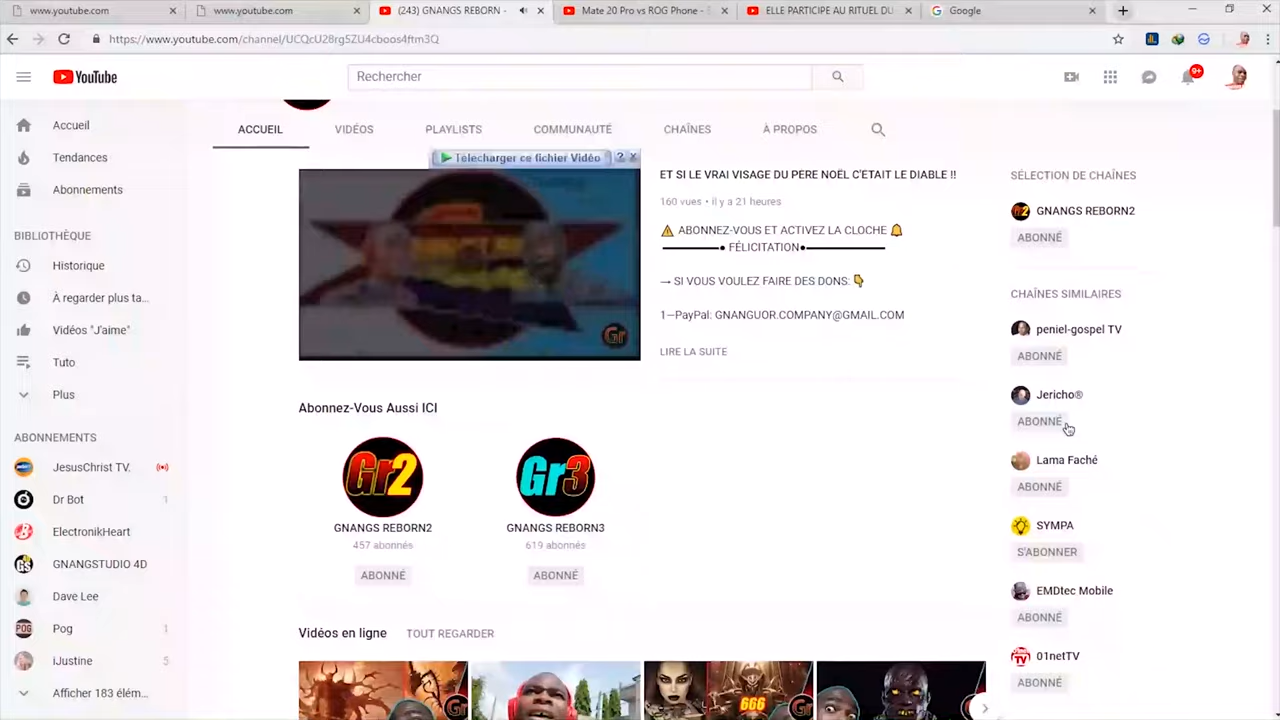 www.youtube.com
www.youtube.com
(243) GNANGS REBORN -
Mate 20 Pro vs ROG Phone -
ELLE PARTICIPE AU RITUEL DU
Google
https://www.youtube.com/channel/UCQcU28rg5ZU4cboos4ftm3Q
YouTube
Rechercher
9+
ACCUEIL
VIDÉOS
PLAYLISTS
COMMUNAUTÉ
CHAÎNES
À PROPOS
Accueil
Tendances
Abonnements
BIBLIOTHÈQUE
Historique
À regarder plus ta...
Vidéos "J'aime"
Tuto
Plus
ABONNEMENTS
JesusChrist TV.
Dr Bot 1
ElectronikHeart
GNANGSTUDIO 4D
Dave Lee
POG
Pog 1
iJustine 5
Afficher 183 élém...
Télécharger ce fichier Vidéo
?
Gr
ET SI LE VRAI VISAGE DU PERE NOËL C'ETAIT LE DIABLE !!
160 vues • il y a 21 heures
ABONNEZ-VOUS ET ACTIVEZ LA CLOCHE
FÉLICITATION
→ SI VOUS VOULEZ FAIRE DES DONS:
1—PayPal: GNANGUOR.COMPANY@GMAIL.COM
LIRE LA SUITE
Abonnez-Vous Aussi ICI
Gr2
Gr3
GNANGS REBORN2
GNANGS REBORN3
457 abonnés
619 abonnés
ABONNÉ
ABONNÉ
Vidéos en ligne
TOUT REGARDER
666
SÉLECTION DE CHAÎNES
GNANGS REBORN2
ABONNÉ
CHAÎNES SIMILAIRES
peniel-gospel TV
ABONNÉ
Jericho®
ABONNÉ
Lama Faché
ABONNÉ
SYMPA
S'ABONNER
EMDtec Mobile
ABONNÉ
01netTV
ABONNÉ